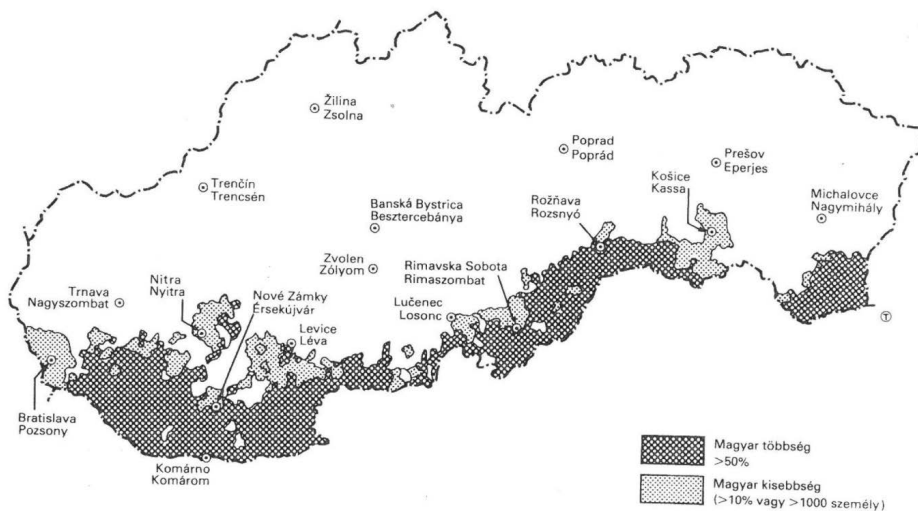 Žilina
Zsolna
Poprad
Poprád
Prešov
Eperjes
Košice
Kassa
Michalovce
Nagymihály
Trenčín
Trencsén
Banská Bystrica
Besztercebánya
Rožňava
Rozsnyó
Zvolen
Zólyom
Rimavska Sobota
Rimaszombat
Nitra
Nyitra
Nové Zámky
Érsekújvár
Trnava
Nagyszombat
Lučenec
Losonc
Levice
Léva
T
Bratislava
Pozsony
Komárno
Komárom
Magyar többség
>50%
Magyar kisebbség
(>10% vagy >1000 személy)